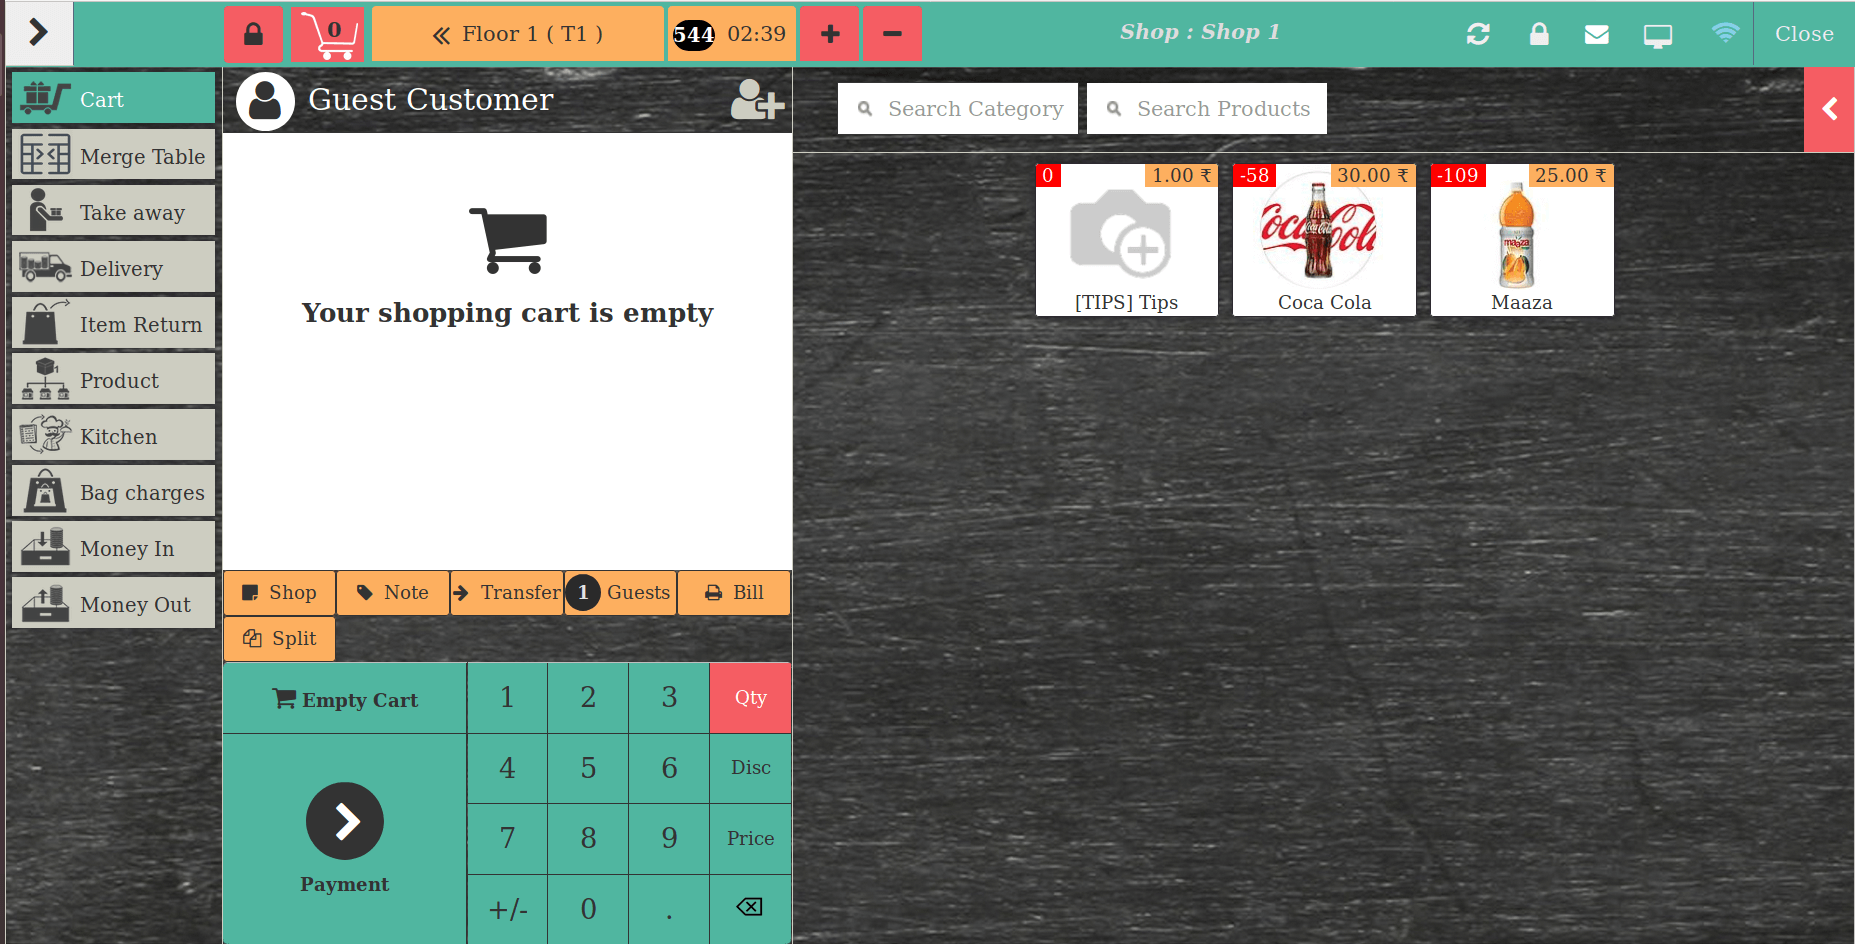 0
Floor 1 ( T1 )
544 02:39
+
-
Shop : Shop 1
Close
Cart
Merge Table
Take away
Delivery
Item Return
Product
Kitchen
Bag charges
Money In
Money Out
Guest Customer
Your shopping cart is empty
Shop
Note
Transfer
1 Guests
Bill
Split
Empty Cart
Payment
1 2 3 Qty
4 5 6 Disc
7 8 9 Price
+/- 0 .
Search Category
Search Products
0 1.00 ₹
[TIPS] Tips
-58 30.00 ₹
Coca Cola
Coca Cola
-109 25.00 ₹
maaza
Maaza